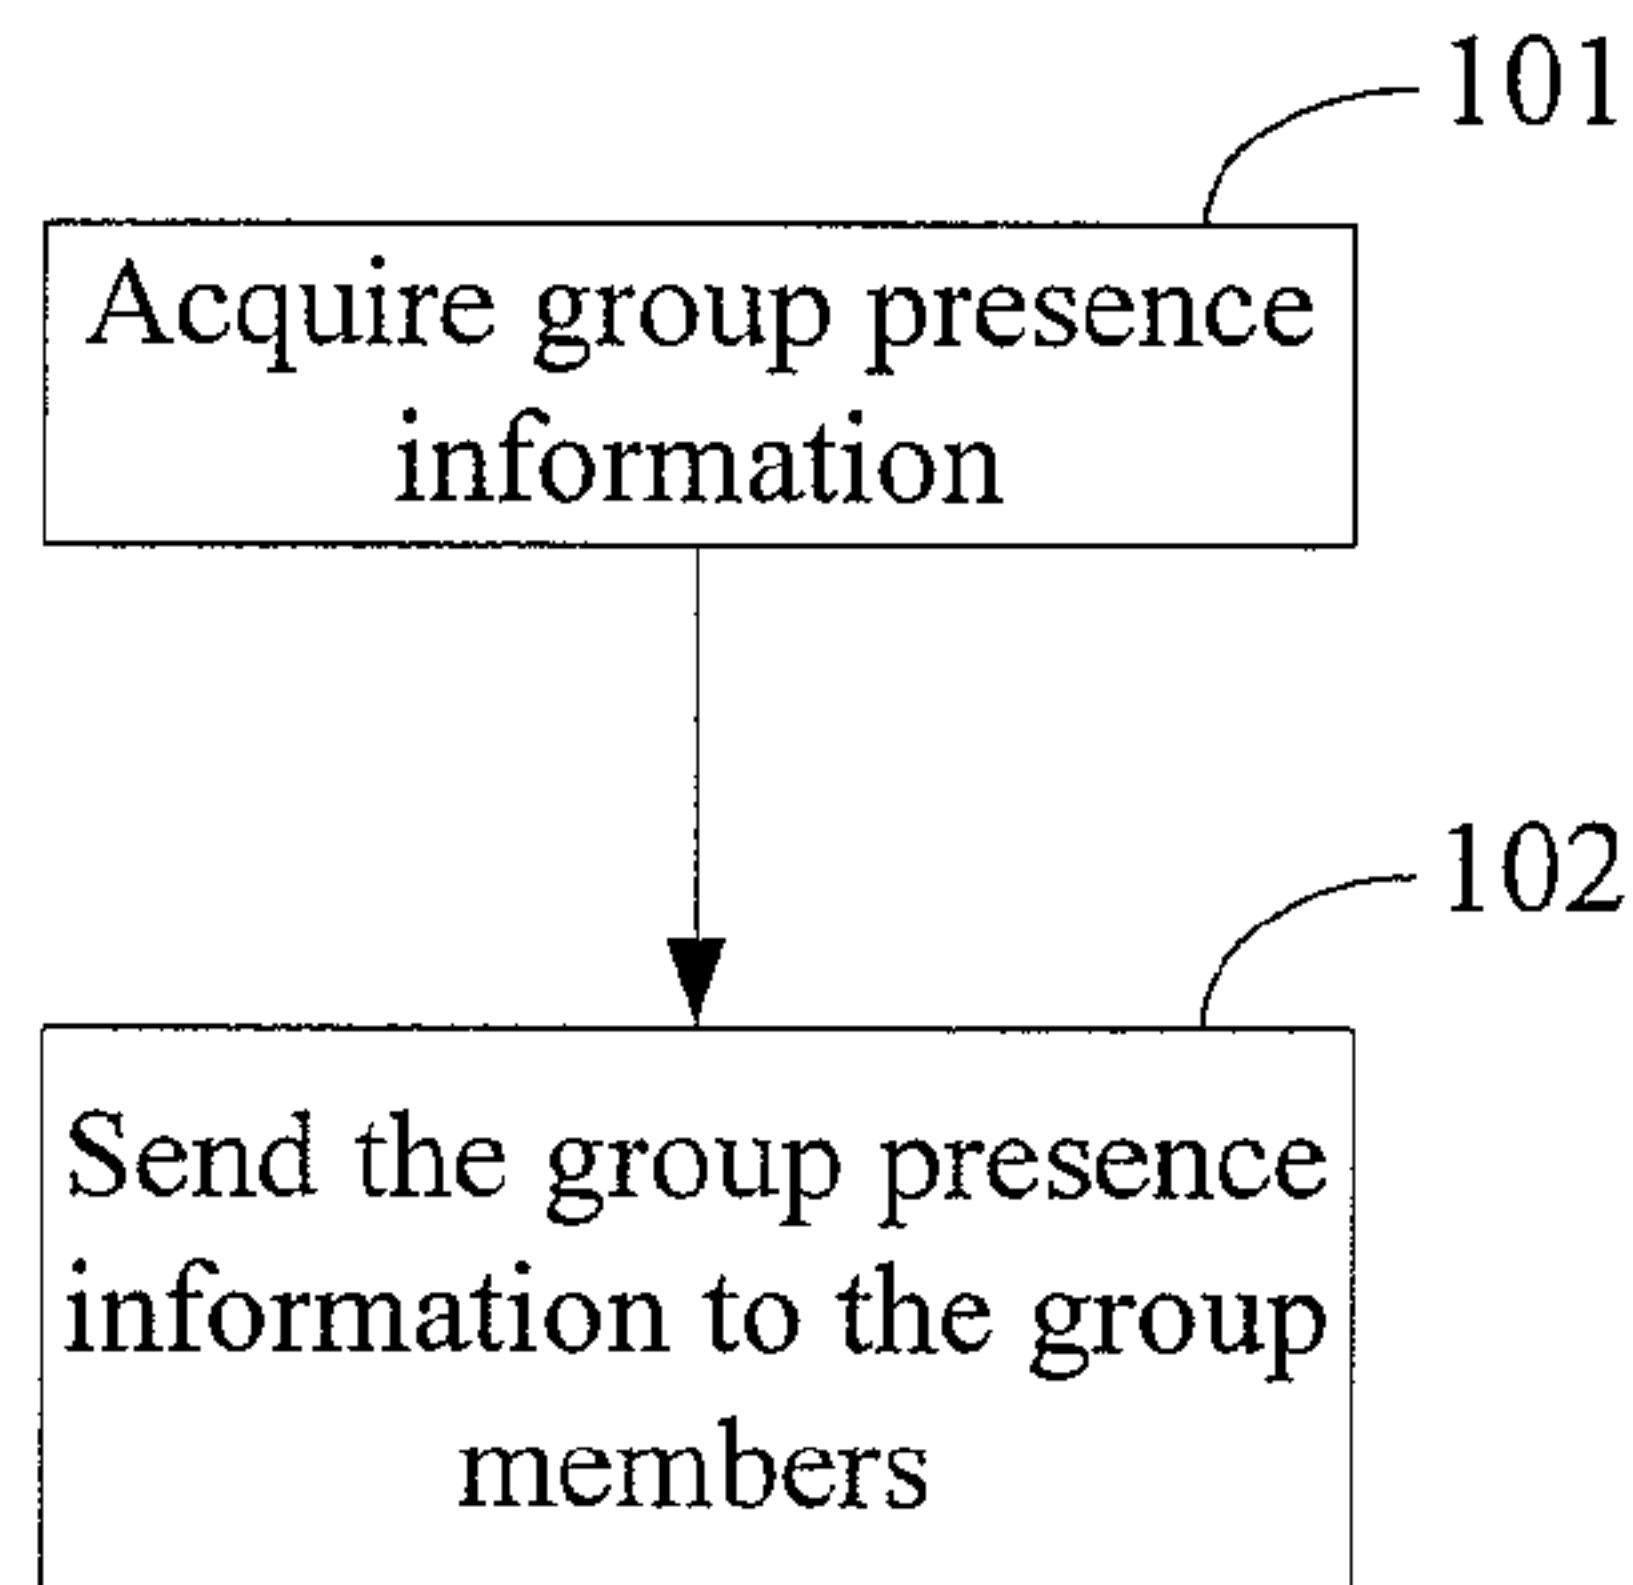 101
Acquire group presence
information
102
Send the group presence
information to the group
members